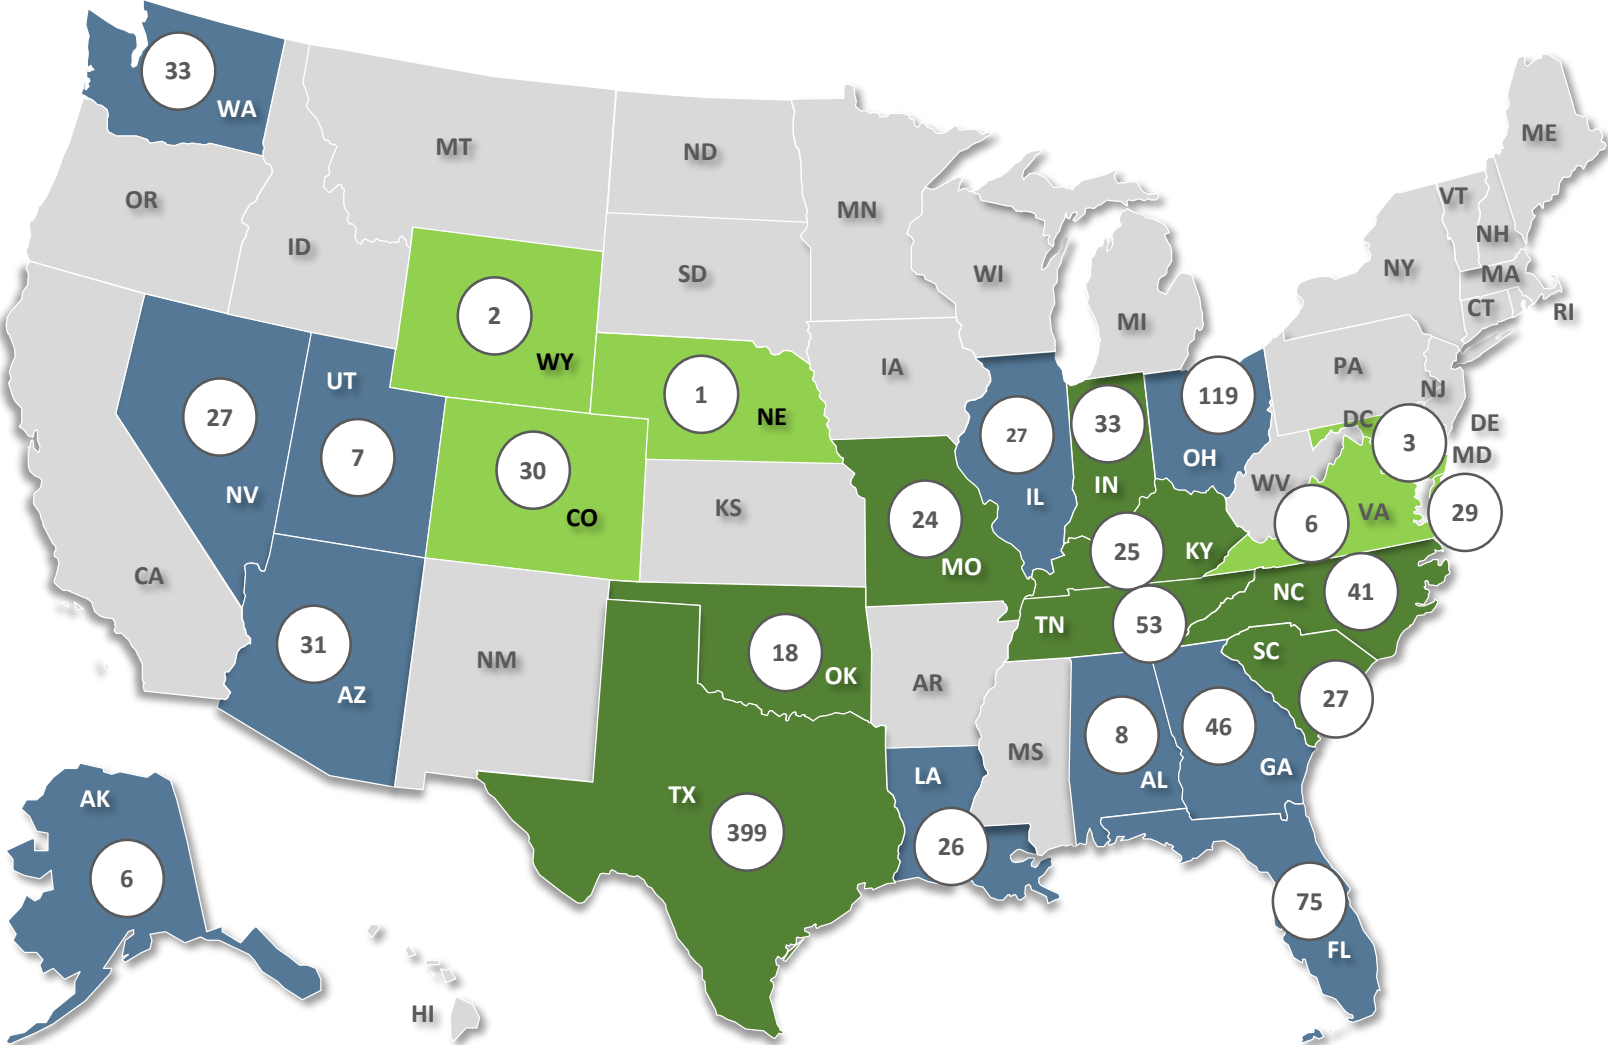 33
WA
MT
ND
ME
OR
MN
VT
ID
NH
SD
WI
NY
MA
2
CT
RI
MI
WY
IA
PA
UT
1
NJ
119
27
NE
DC
33
DE
27
3
7
30
OH
MD
IN
WV
NV
IL
CO
KS
24
6
VA
29
25
KY
MO
CA
NC
41
TN
53
31
18
SC
NM
OK
AR
AZ
27
46
8
MS
GA
LA
AL
TX
AK
399
26
6
75
FL
HI